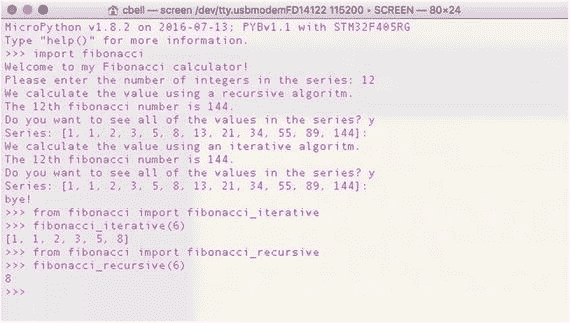 cbell — screen /dev/tty.usbmodemFD14122 115200 ▸ SCREEN — 80×24
MicroPython v1.8.2 on 2016-07-13; PYBv1.1 with STM32F405RG
Type "help()" for more information.
>>> import fibonacci
Welcome to my Fibonacci calculator!
Please enter the number of integers in the series: 12
We calculate the value using a recursive algoritm.
The 12th fibonacci number is 144.
Do you want to see all of the values in the series? y
Series: [1, 1, 2, 3, 5, 8, 13, 21, 34, 55, 89, 144]:
We calculate the value using an iterative algoritm.
The 12th fibonacci number is 144.
Do you want to see all of the values in the series? y
Series: [1, 1, 2, 3, 5, 8, 13, 21, 34, 55, 89, 144]:
bye!
>>> from fibonacci import fibonacci_iterative
>>> fibonacci_iterative(6)
[1, 1, 2, 3, 5, 8]
>>> from fibonacci import fibonacci_recursive
>>> fibonacci_recursive(6)
8
>>>